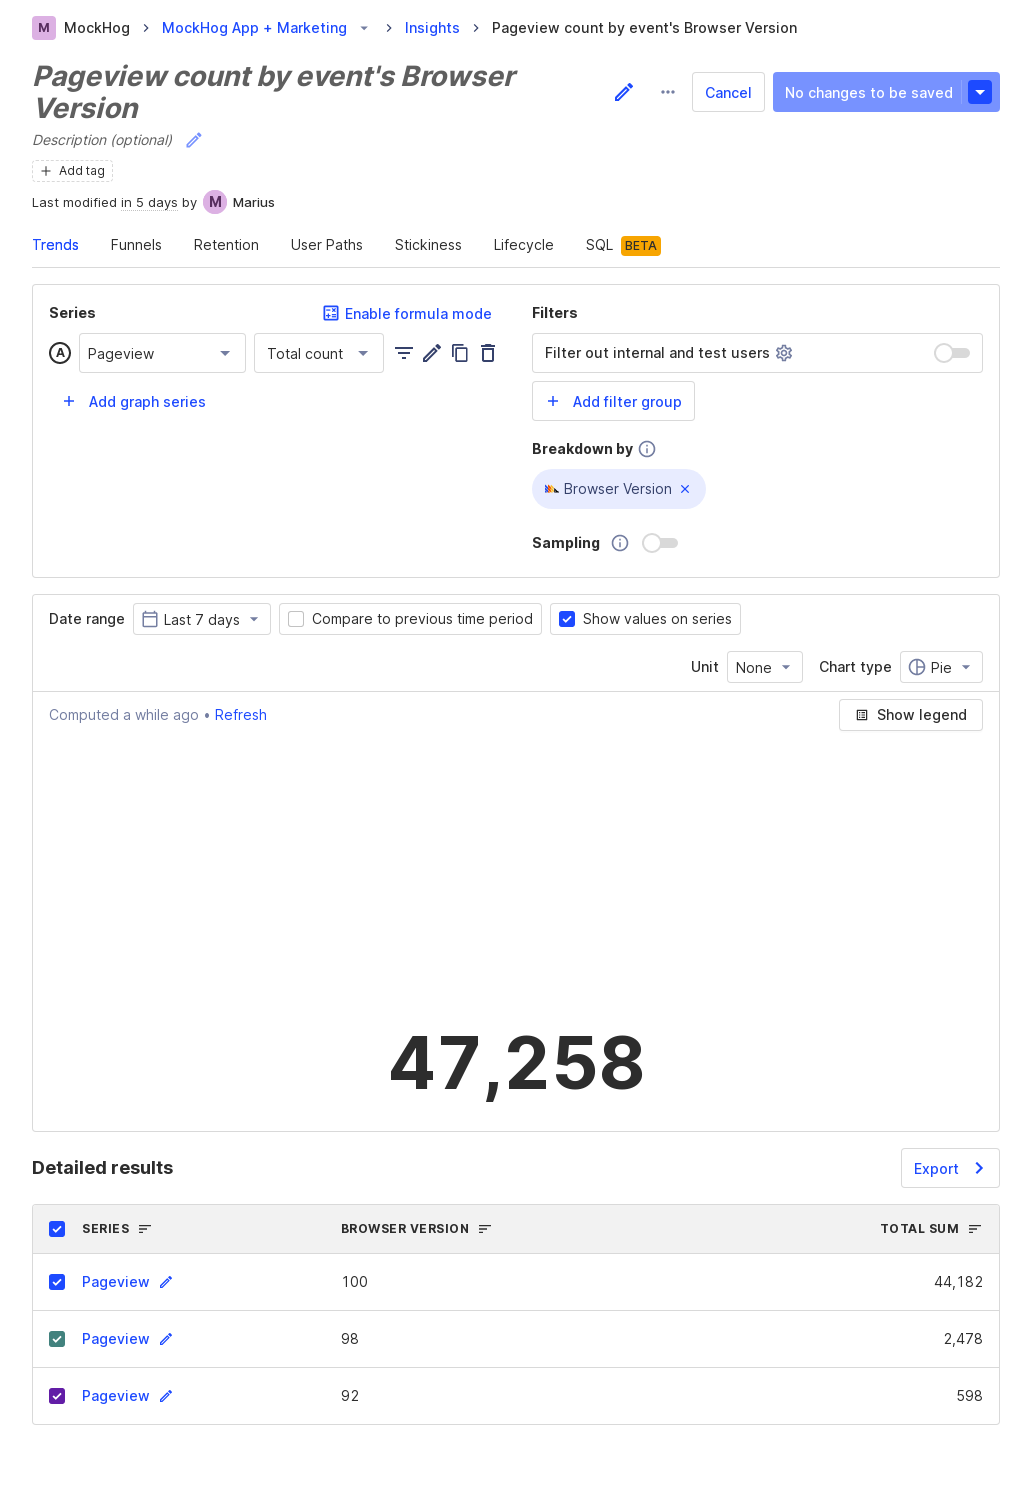 M MockHog MockHog App + Marketing Insights Pageview count by event's Browser Version
Pageview count by event's Browser
Version
Cancel No changes to be saved
Description (optional)
Add tag
Last modified in 5 days by M Marius
Trends Funnels Retention User Paths Stickiness Lifecycle SQL BETA
Series Enable formula mode Filters
A Pageview Total count Filter out internal and test users
Add graph series Add filter group
Breakdown by
Browser Version
Sampling
Date range Last 7 days Compare to previous time period Show values on series
Unit None Chart type Pie
Computed a while ago • Refresh Show legend
47,258
Detailed results Export
SERIES BROWSER VERSION TOTAL SUM
Pageview 100 44,182
Pageview 98 2,478
Pageview 92 598